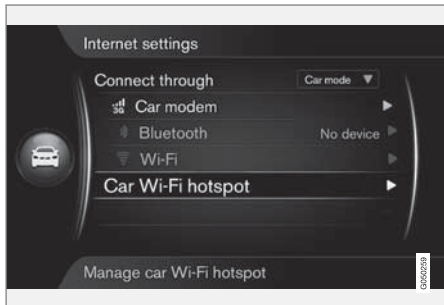 Internet settings
Connect through Car mode
3G Car modem
Bluetooth No device
Wi-Fi
Car Wi-Fi hotspot
Manage car Wi-Fi hotspot
G050259